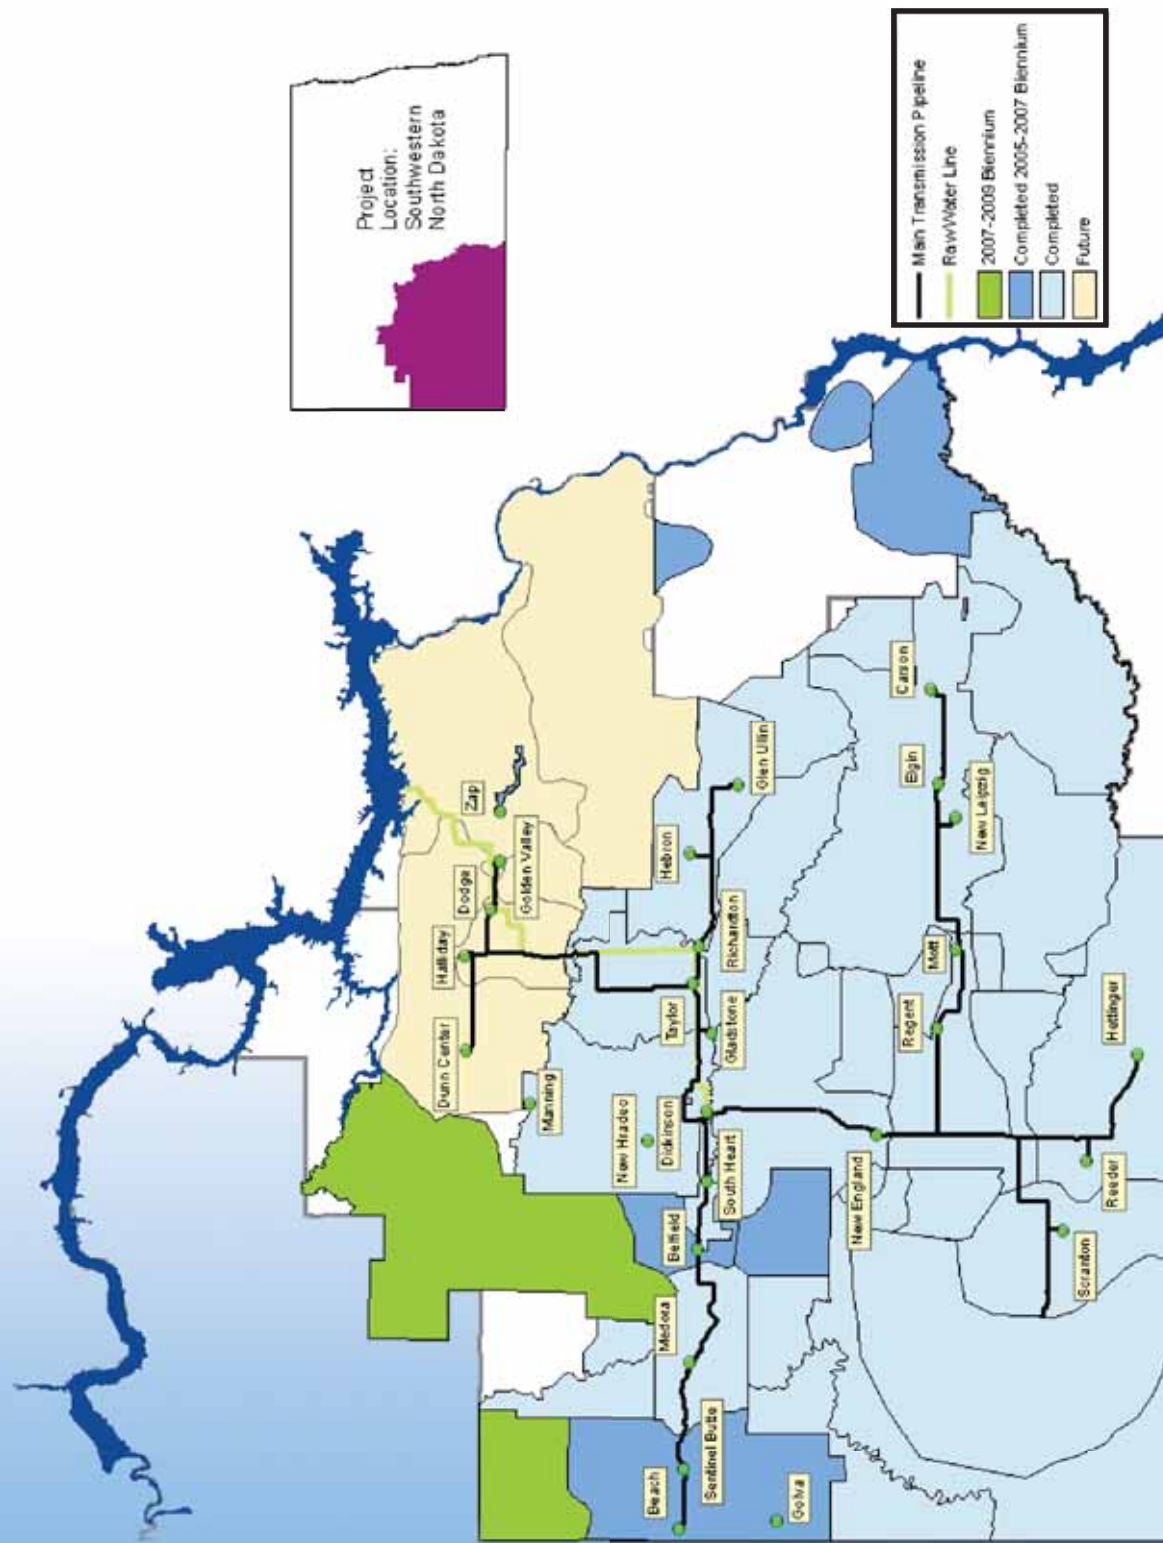 Project
Location:
Southwestern
North Dakota
Main Transmission Pipeline
Raw Water Line
2007-2009 Biennium
Completed 2005-2007 Biennium
Completed
Future
Dunn Center
Halliday
Dodge
Zap
Golden Valley
Manning
New Hradec
Dickinson
Taylor
Hebron
Glen Ullin
Richardton
Gladstone
South Heart
Belfield
Medora
Beach
Sentinel Butte
Golva
New England
Regent
Mott
Elgin
Carson
New Leipzig
Scranton
Reeder
Hettinger